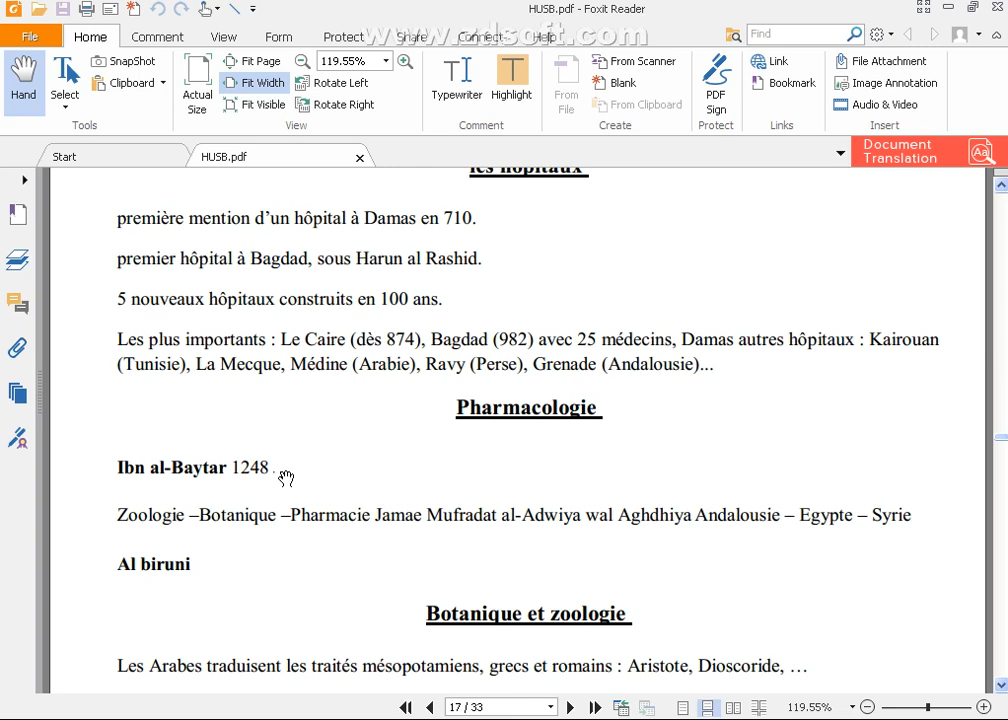 HUSB.pdf - Foxit Reader
File Home Comment View Form Protect Share Connect Help Find
www.zdsoft.com
Hand Select SnapShot Clipboard Tools
Actual Size Fit Page Fit Width Fit Visible 119.55% Rotate Left Rotate Right View
Typewriter Highlight Comment
From File From Scanner Blank From Clipboard Create
PDF Sign Protect
Link Bookmark Links
File Attachment Image Annotation Audio & Video Insert
Start HUSB.pdf Document Translation
les hôpitaux
première mention d’un hôpital à Damas en 710.
premier hôpital à Bagdad, sous Harun al Rashid.
5 nouveaux hôpitaux construits en 100 ans.
Les plus importants : Le Caire (dès 874), Bagdad (982) avec 25 médecins, Damas autres hôpitaux : Kairouan
(Tunisie), La Mecque, Médine (Arabie), Ravy (Perse), Grenade (Andalousie)...
Pharmacologie
Ibn al-Baytar 1248 .
Zoologie –Botanique –Pharmacie Jamae Mufradat al-Adwiya wal Aghdhiya Andalousie – Egypte – Syrie
Al biruni
Botanique et zoologie
Les Arabes traduisent les traités mésopotamiens, grecs et romains : Aristote, Dioscoride, …
17 / 33 119.55%